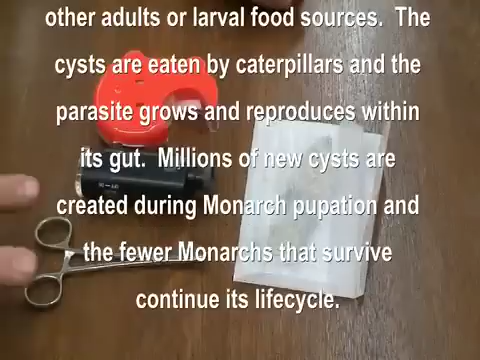 other adults or larval food sources.  The
cysts are eaten by caterpillars and the
parasite grows and reproduces within
its gut.  Millions of new cysts are
created during Monarch pupation and
the fewer Monarchs that survive
continue its lifecycle.